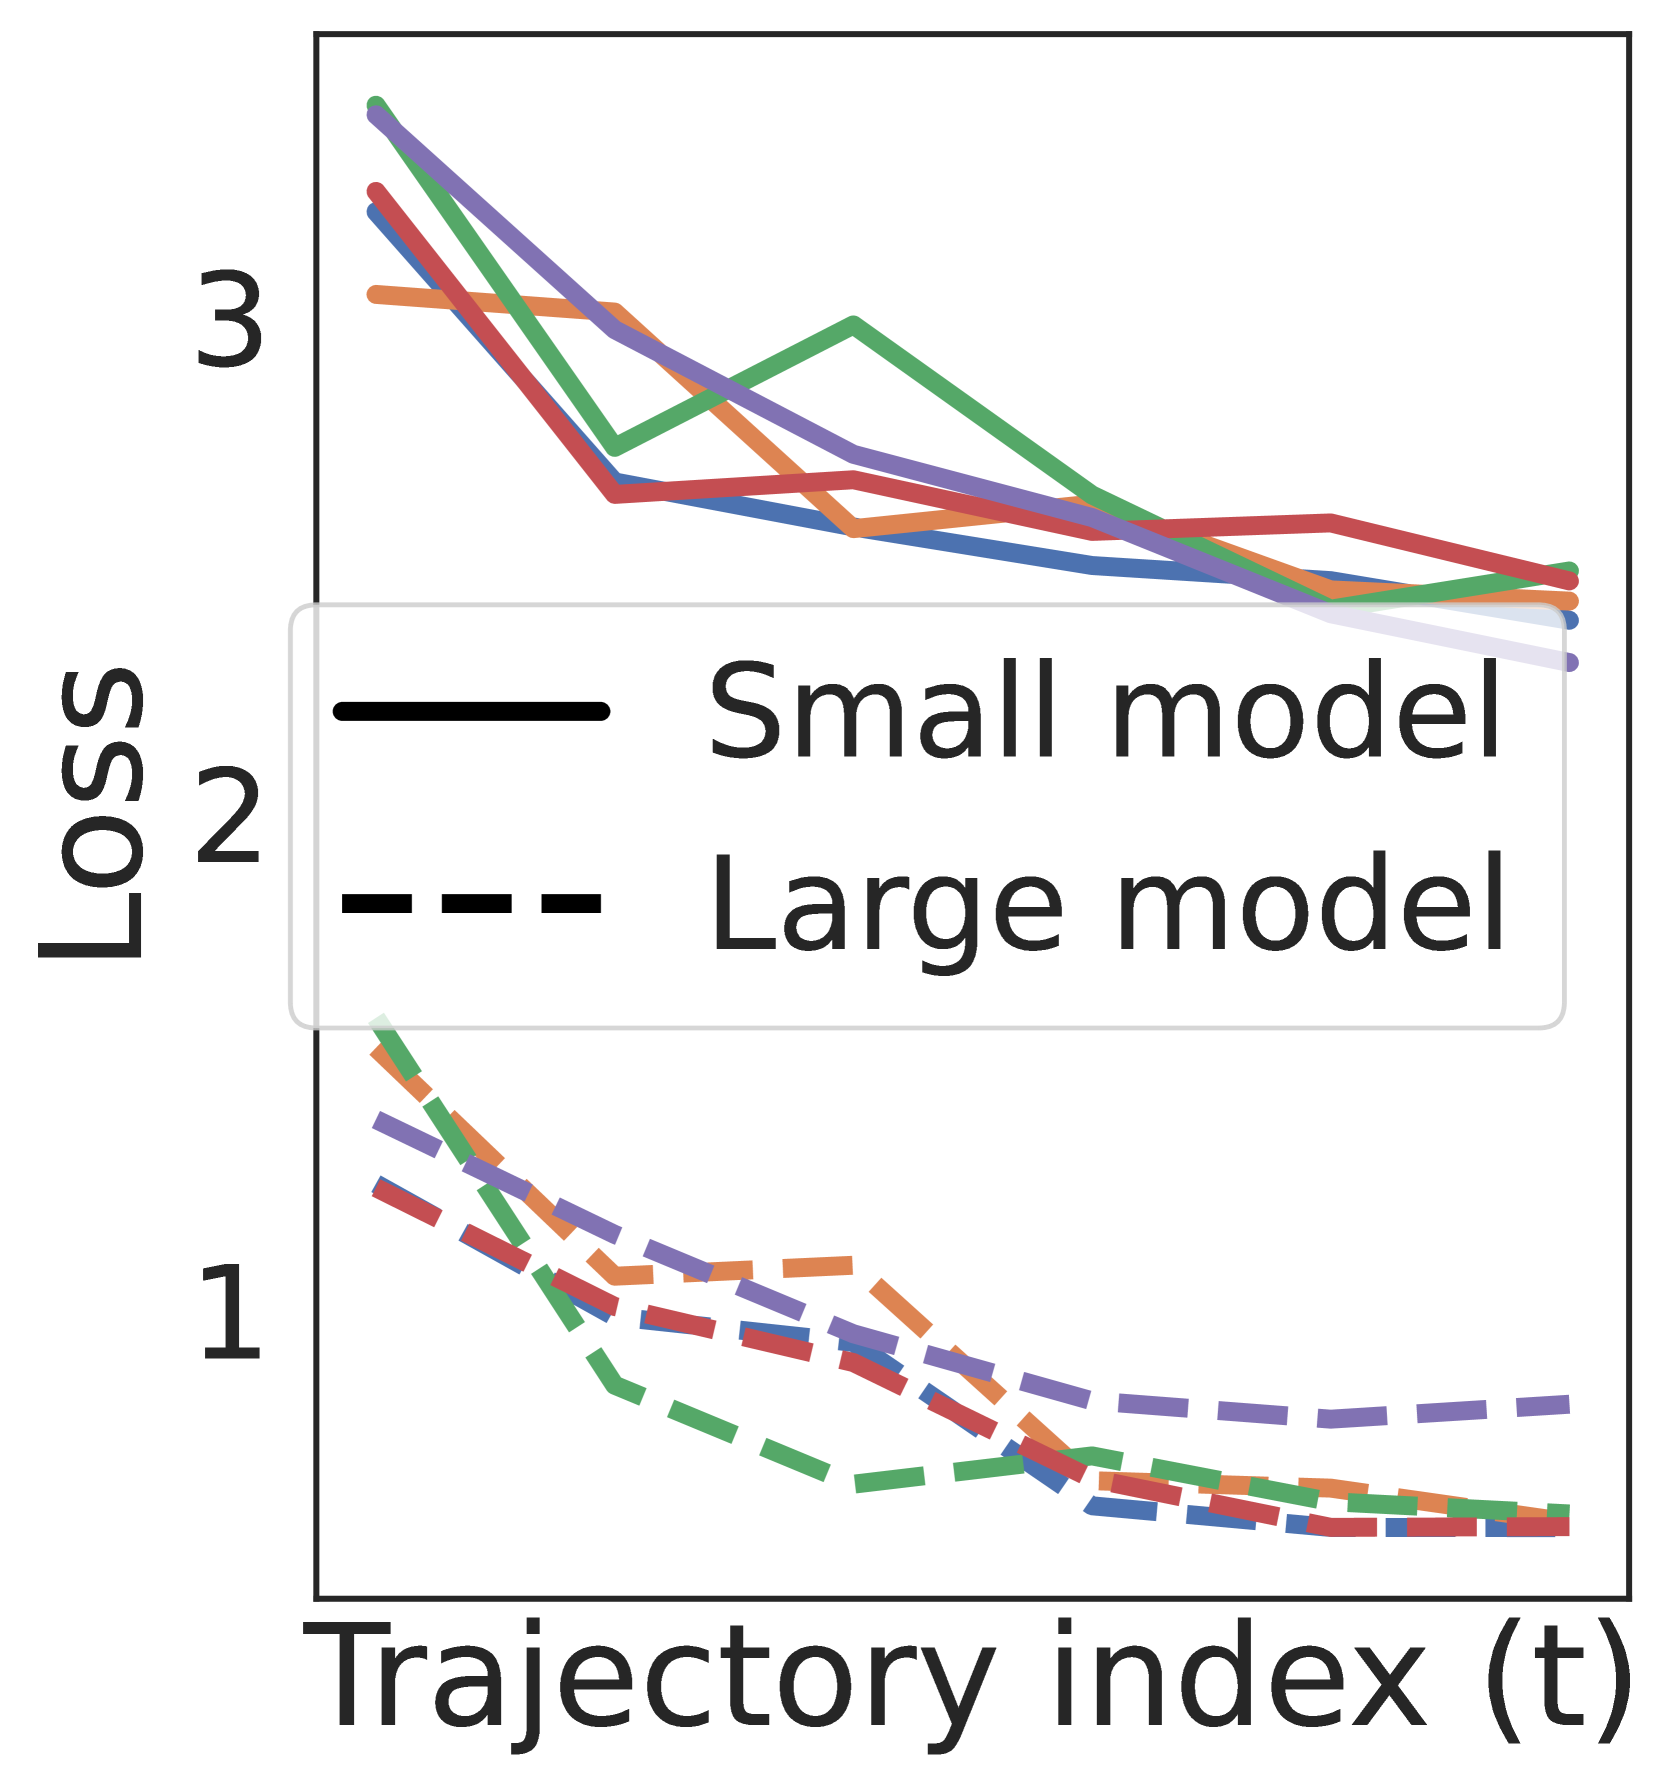 Loss
3
2
1
Small model
Large model
Trajectory index (t)